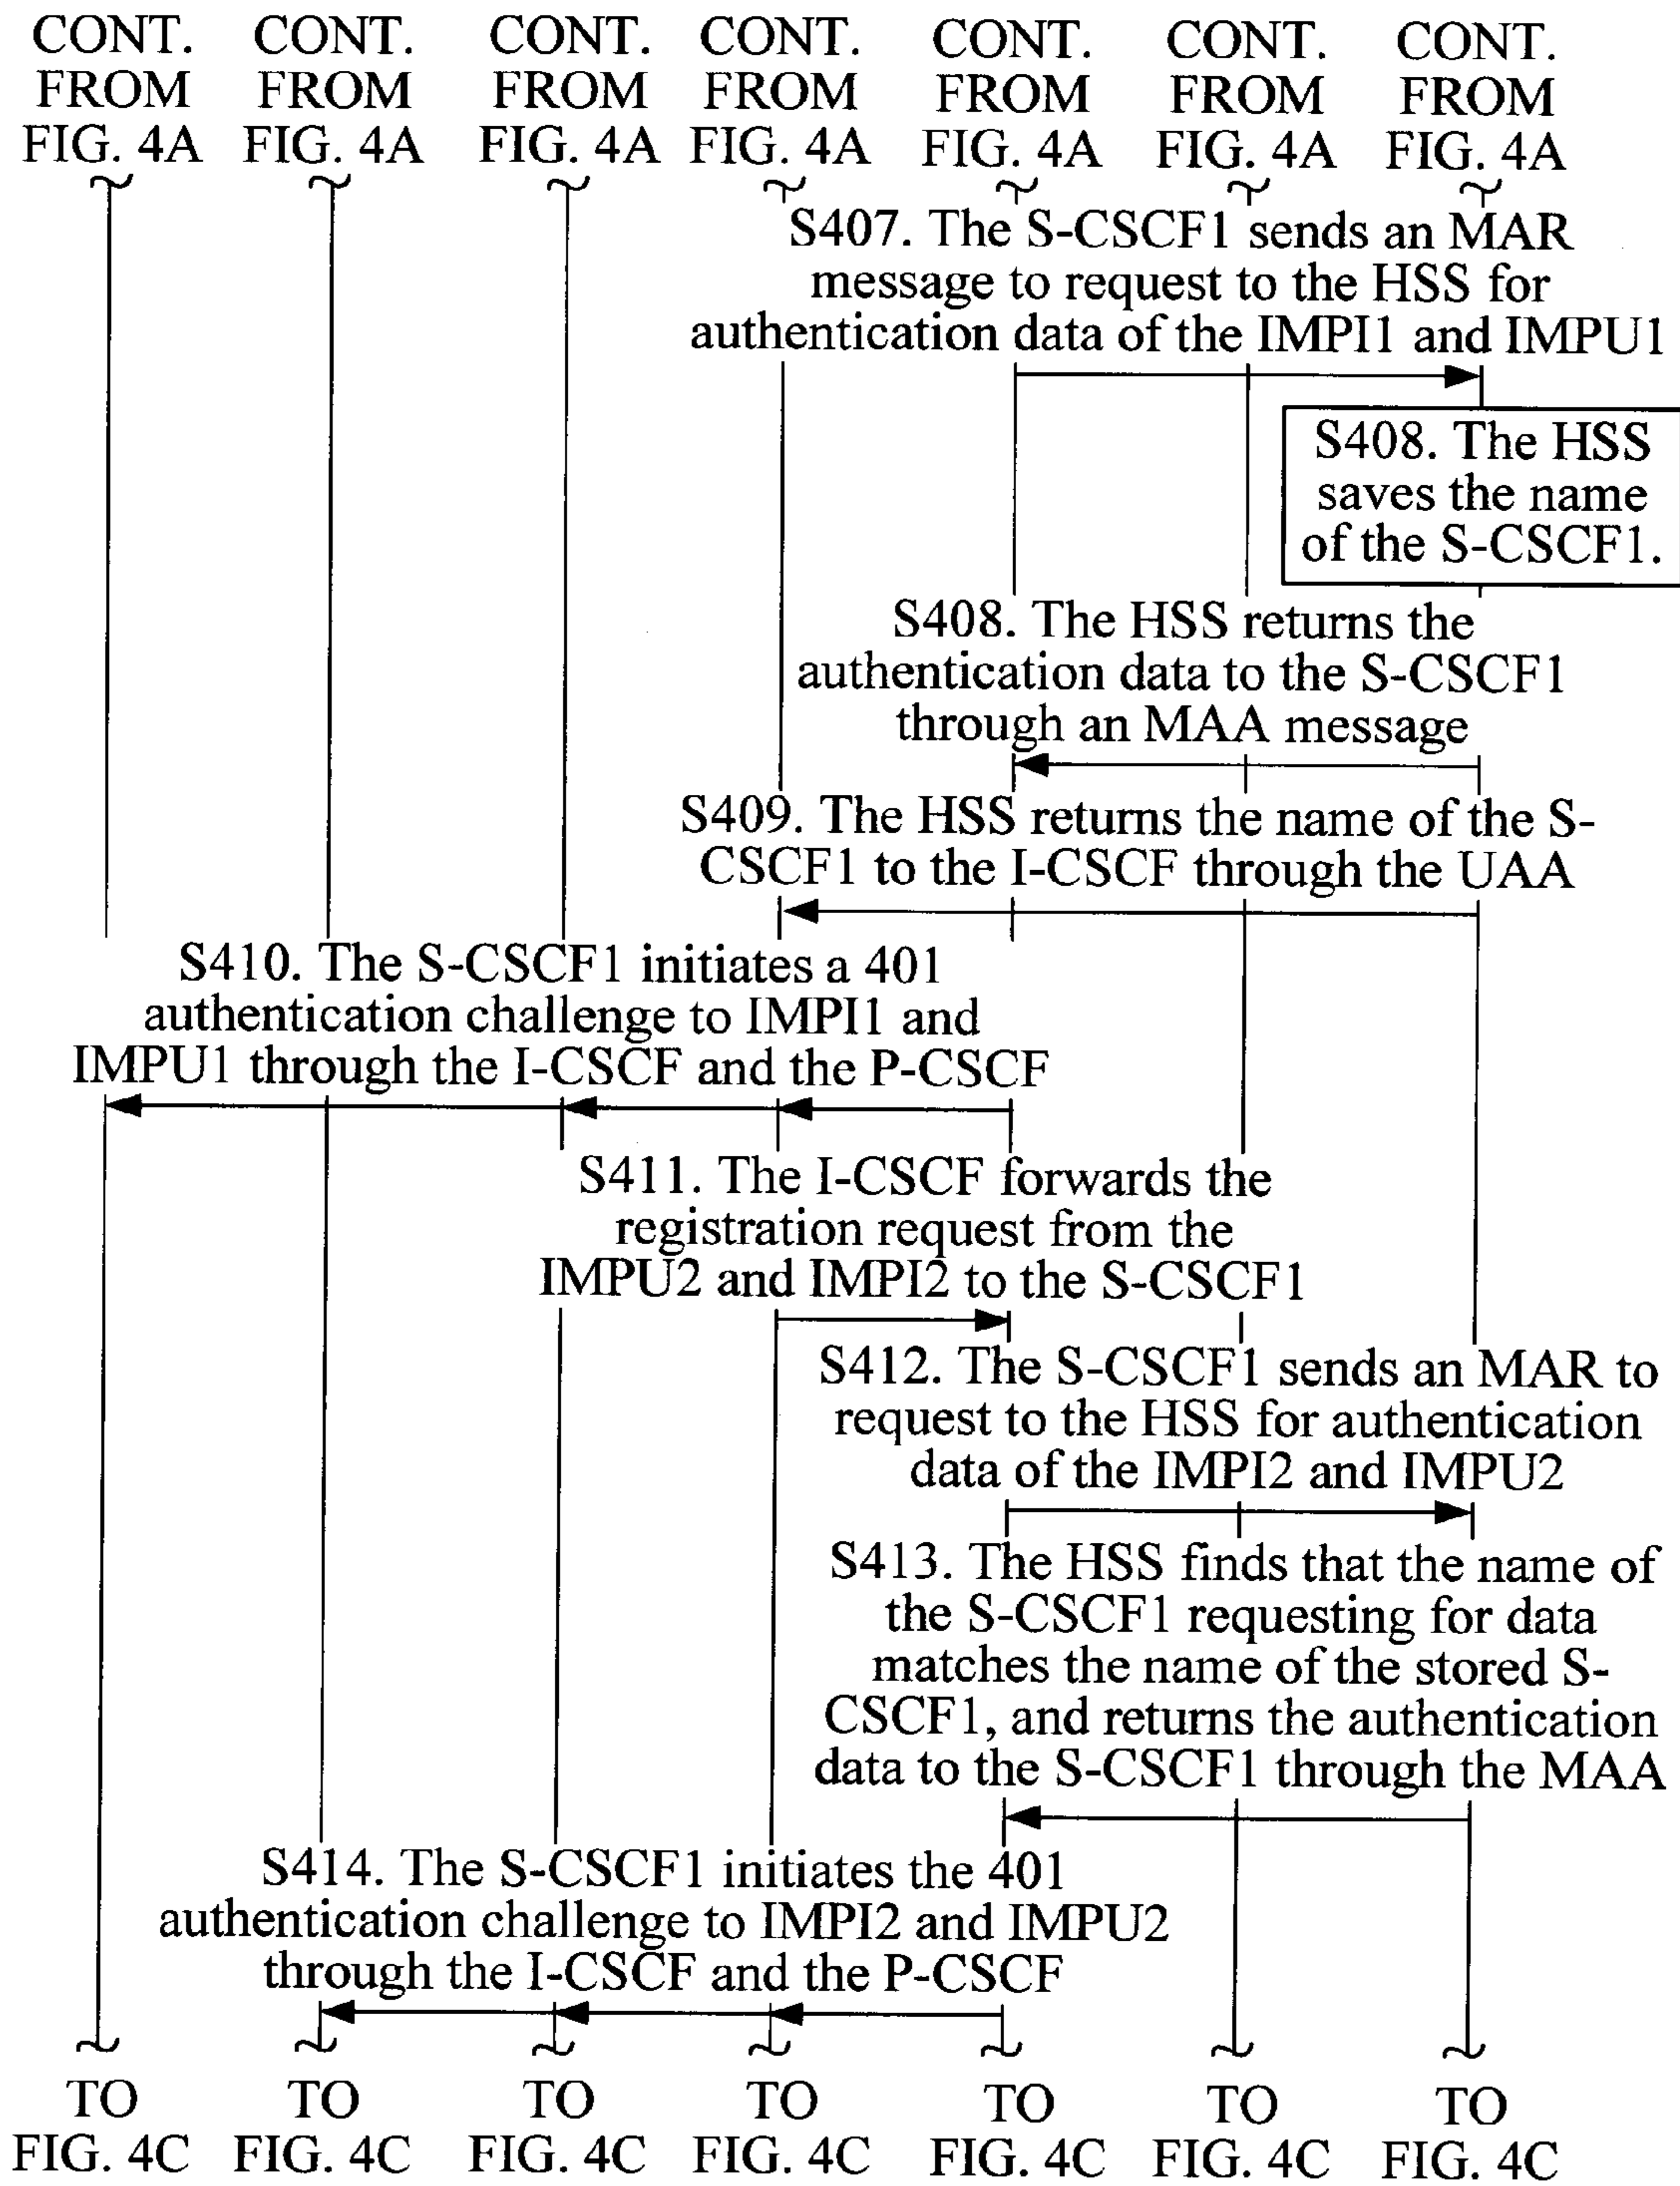 CONT. CONT. CONT. CONT. CONT. CONT. CONT.
FROM FROM FROM FROM FROM FROM FROM
FIG. 4A FIG. 4A FIG. 4A FIG. 4A FIG. 4A FIG. 4A FIG. 4A
S407. The S-CSCF1 sends an MAR
message to request to the HSS for
authentication data of the IMPI1 and IMPU1
S408. The HSS
saves the name
of the S-CSCF1.
S408. The HSS returns the
authentication data to the S-CSCF1
through an MAA message
S409. The HSS returns the name of the S-
CSCF1 to the I-CSCF through the UAA
S410. The S-CSCF1 initiates a 401
authentication challenge to IMPI1 and
IMPU1 through the I-CSCF and the P-CSCF
S411. The I-CSCF forwards the
registration request from the
IMPU2 and IMPI2 to the S-CSCF1
S412. The S-CSCF1 sends an MAR to
request to the HSS for authentication
data of the IMPI2 and IMPU2
S413. The HSS finds that the name of
the S-CSCF1 requesting for data
matches the name of the stored S-
CSCF1, and returns the authentication
data to the S-CSCF1 through the MAA
S414. The S-CSCF1 initiates the 401
authentication challenge to IMPI2 and IMPU2
through the I-CSCF and the P-CSCF
TO TO TO TO TO TO TO
FIG. 4C FIG. 4C FIG. 4C FIG. 4C FIG. 4C FIG. 4C FIG. 4C